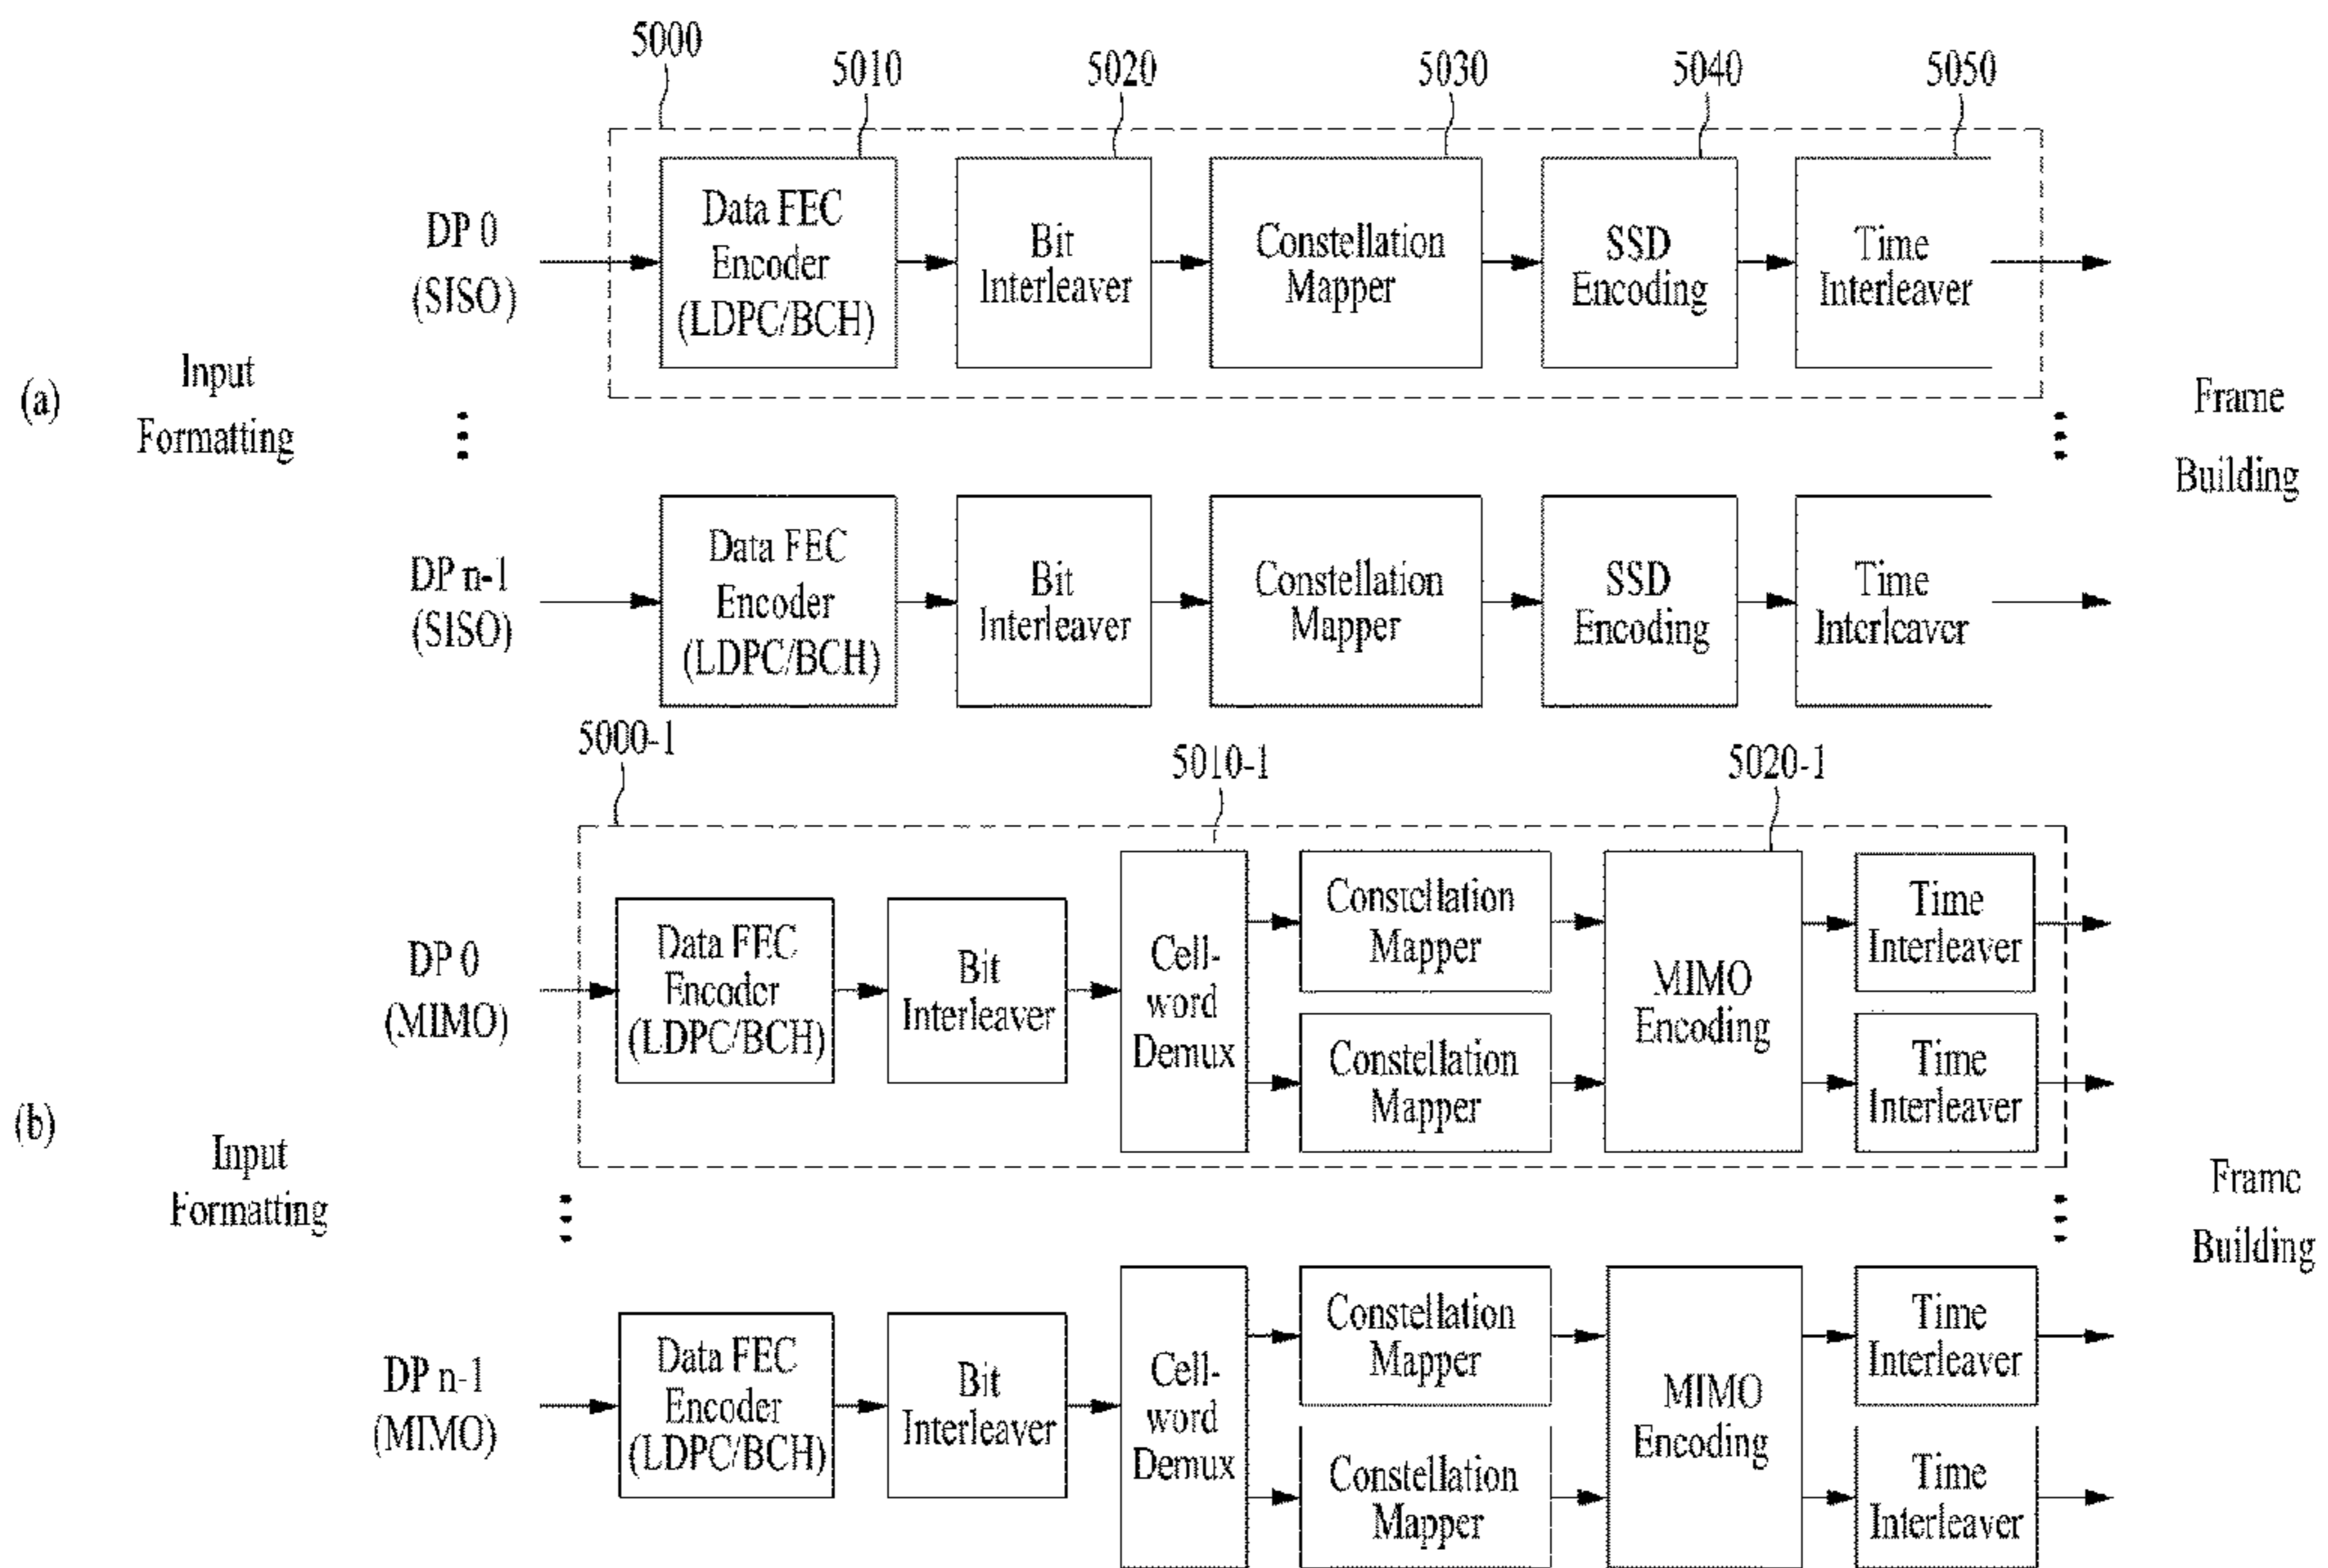 5000
5010
5020
5030
5040
5050
DP 0
(SISO)
Data FEC
Encoder
(LDPC/BCH)
Bit
Interleaver
Constellation
Mapper
SSD
Encoding
Time
Interleaver
(a)
Input
Formatting
Frame
Building
DP n-1
(SISO)
Data FEC
Encoder
(LDPC/BCH)
Bit
Interleaver
Constellation
Mapper
SSD
Encoding
Time
Interleaver
5000-1
5010-1
5020-1
DP 0
(MIMO)
Data FEC
Encoder
(LDPC/BCH)
Bit
Interleaver
Cell-
word
Demux
Constellation
Mapper
Constellation
Mapper
MIMO
Encoding
Time
Interleaver
Time
Interleaver
(b)
Input
Formatting
Frame
Building
DP n-1
(MIMO)
Data FEC
Encoder
(LDPC/BCH)
Bit
Interleaver
Cell-
word
Demux
Constellation
Mapper
Constellation
Mapper
MIMO
Encoding
Time
Interleaver
Time
Interleaver